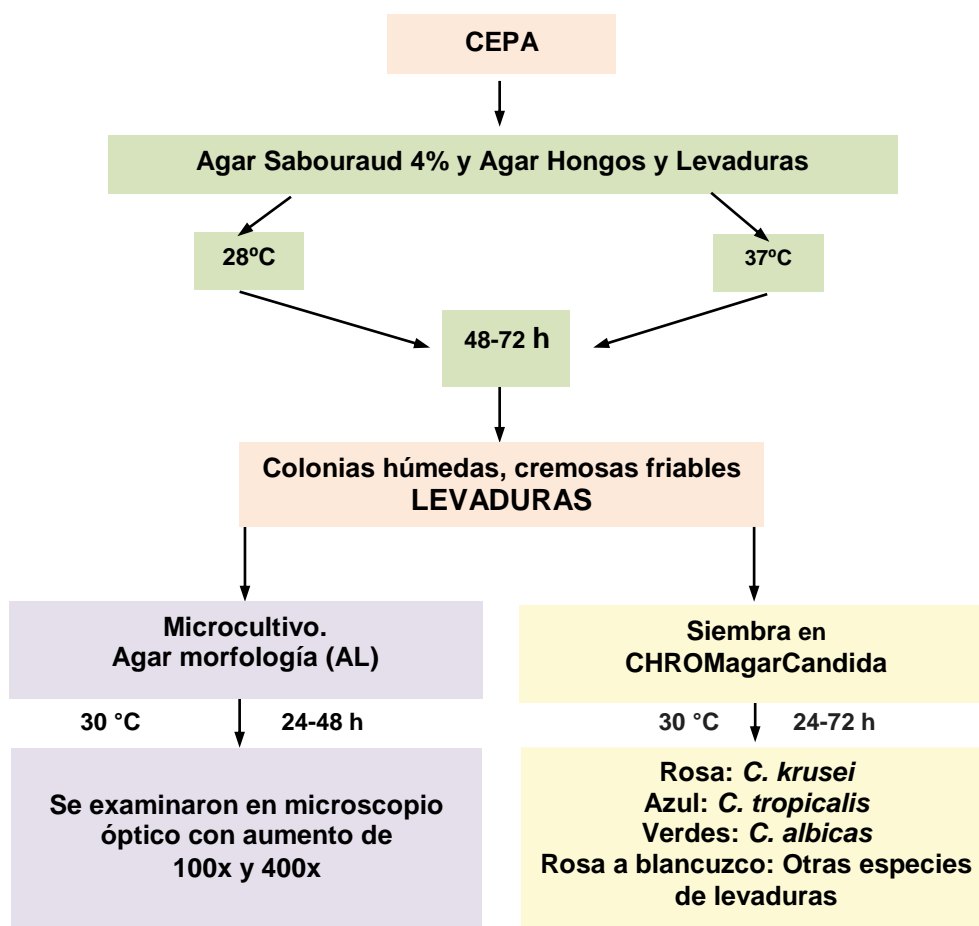 CEPA
Agar Sabouraud 4% y Agar Hongos y Levaduras
28ºC
37ºC
48-72 h
Colonias húmedas, cremosas friables
LEVADURAS
Microcultivo.
Agar morfología (AL)
Siembra en
CHROMagarCandida
30 °C
24-48 h
30 °C
24-72 h
Se examinaron en microscopio
óptico con aumento de
100x y 400x
Rosa: C. krusei
Azul: C. tropicalis
Verdes: C. albicas
Rosa a blancuzco: Otras especies
de levaduras